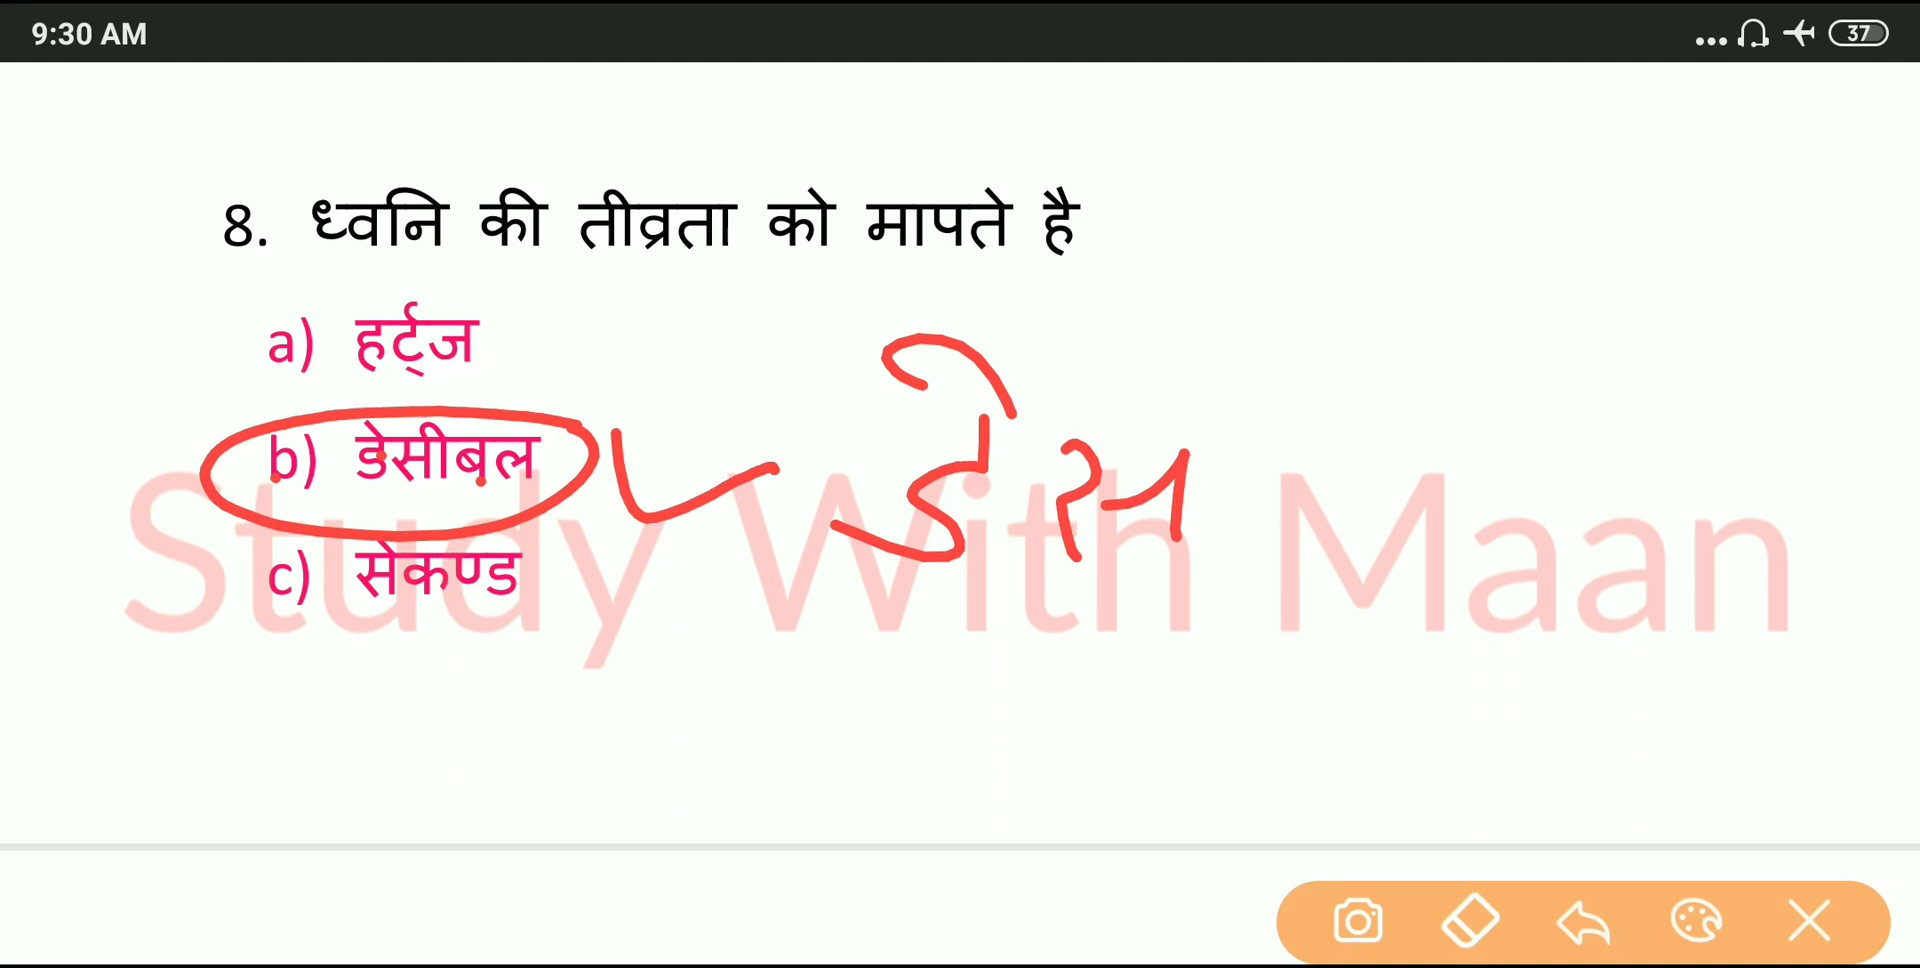 9:30 AM
37
8. ध्वनि की तीव्रता को मापते है
a) हर्ट्ज
b) डेसीबल
डेस
c) सेकण्ड
Study With Maan